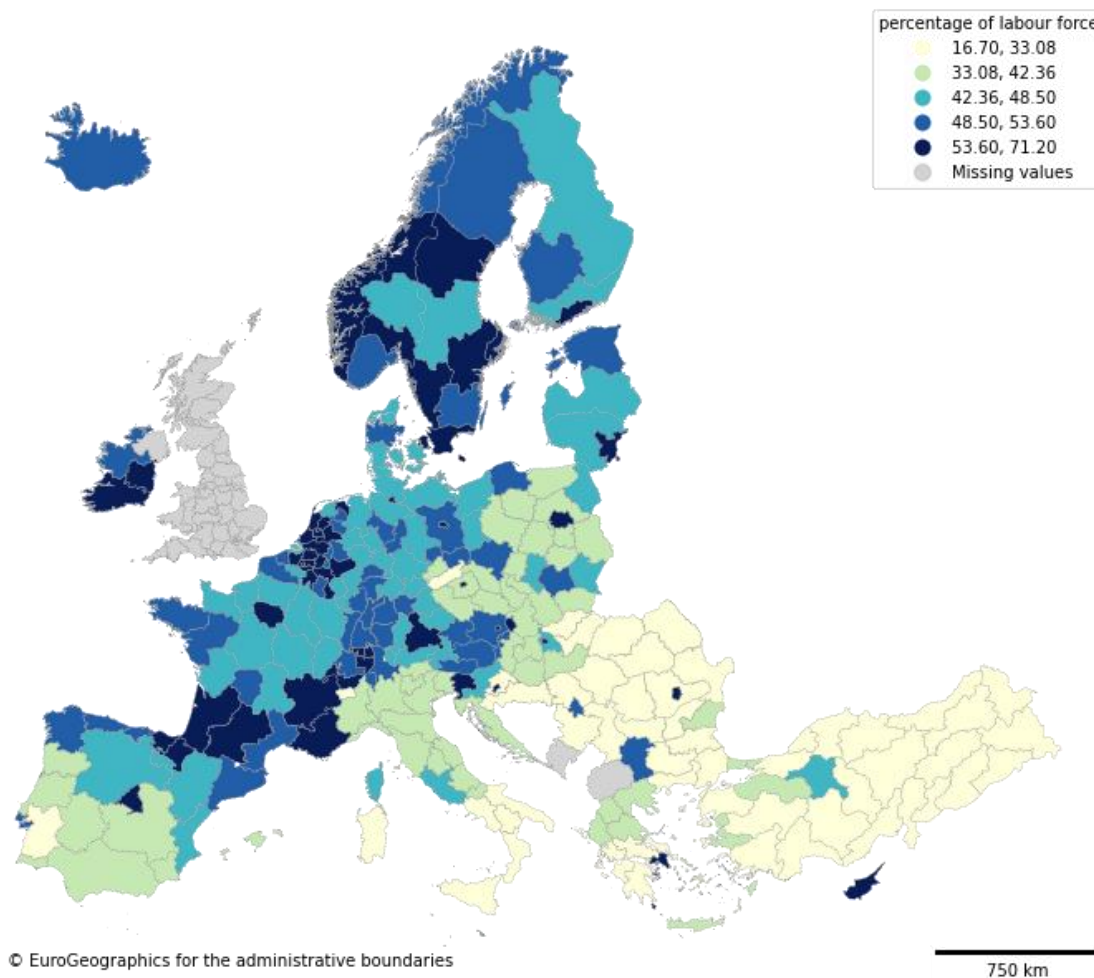 percentage of labour force
16.70, 33.08
33.08, 42.36
42.36, 48.50
48.50, 53.60
53.60, 71.20
Missing values
© EuroGeographics for the administrative boundaries
750 km